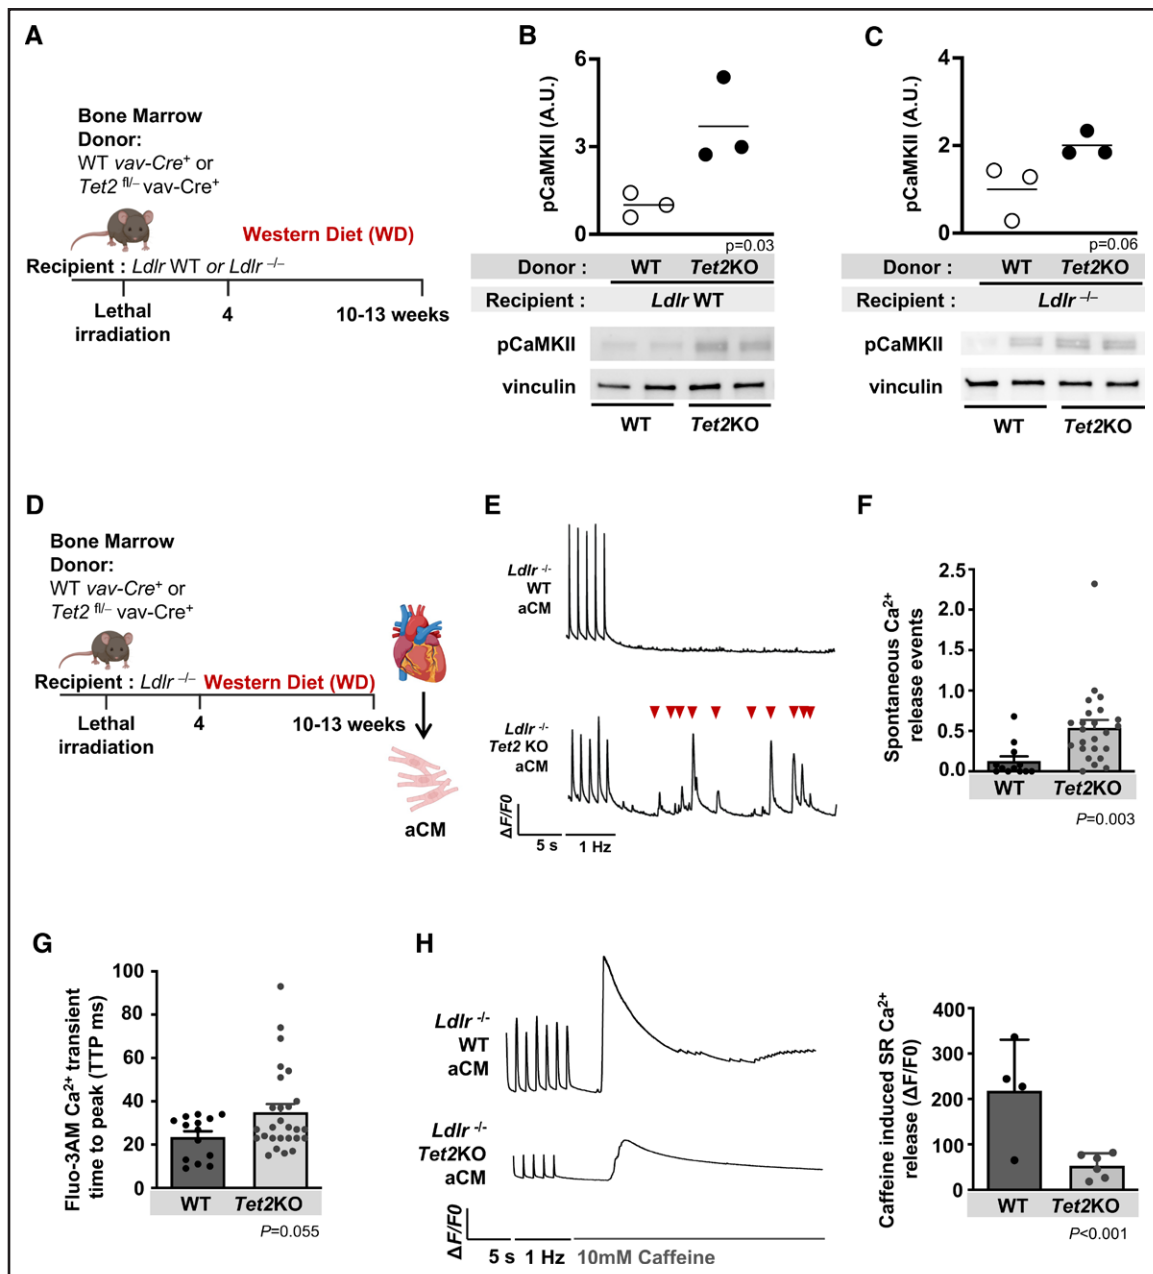 A
Bone Marrow
Donor:
WT vav-Cre⁺ or
Tet2 fl/– vav-Cre⁺
Western Diet (WD)
Recipient : Ldlr WT or Ldlr –/–
Lethal
irradiation
4
10-13 weeks
B
pCaMKII (A.U.)
6
3
0
p=0.03
Donor : WT Tet2KO
Recipient : Ldlr WT
pCaMKII
vinculin
WT Tet2KO
C
pCaMKII (A.U.)
4
2
0
p=0.06
Donor : WT Tet2KO
Recipient : Ldlr –/–
pCaMKII
vinculin
WT Tet2KO
D
Bone Marrow
Donor:
WT vav-Cre⁺ or
Tet2 fl/– vav-Cre⁺
Recipient : Ldlr –/– Western Diet (WD)
Lethal
irradiation
4
10-13 weeks
aCM
E
Ldlr -/-
WT
aCM
Ldlr -/-
Tet2 KO
aCM
ΔF/F0
5 s 1 Hz
F
Spontaneous Ca²⁺
release events
2.5
2.0
1.5
1.0
0.5
0.0
WT Tet2KO
P=0.003
G
Fluo-3AM Ca²⁺ transient
time to peak (TTP ms)
100
80
60
40
20
0
WT Tet2KO
P=0.055
H
Ldlr -/-
WT
aCM
Ldlr -/-
Tet2KO
aCM
ΔF/F0
5 s 1 Hz 10mM Caffeine
Caffeine induced SR Ca²⁺
release (ΔF/F0)
400
300
200
100
0
WT Tet2KO
P<0.001